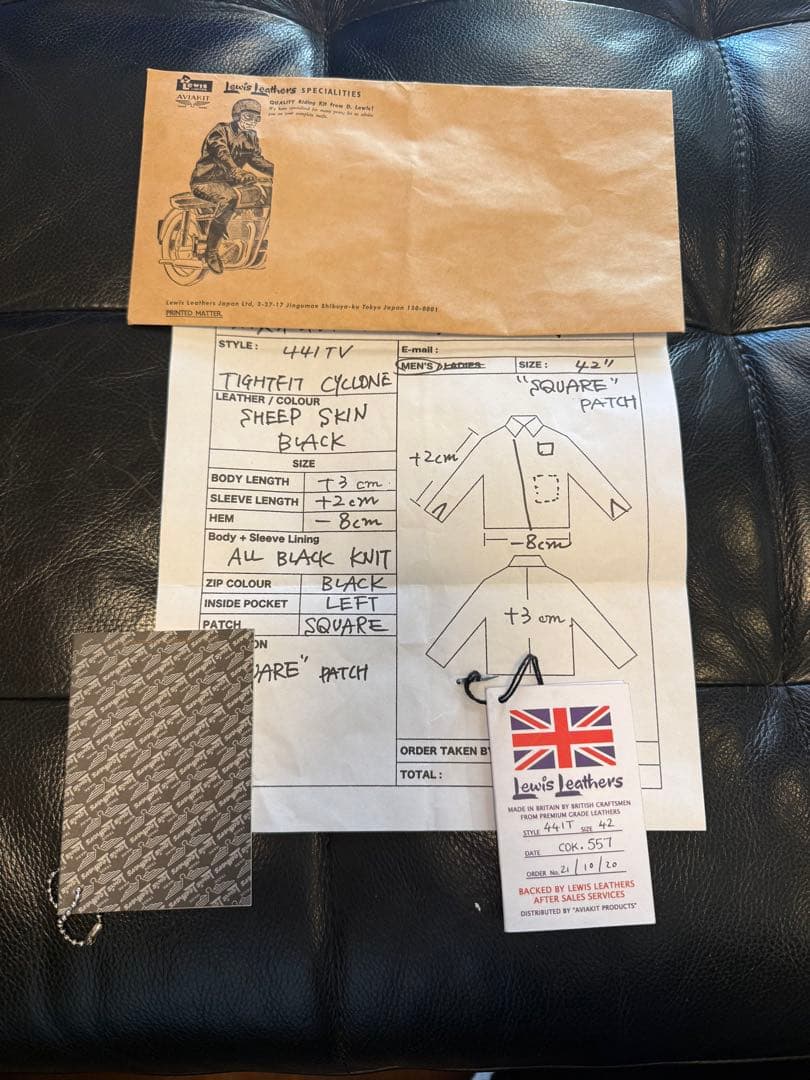 LEWIS
AVIAKIT
Lewis Leathers SPECIALITIES
QUALITY Riding Kit from D. Lewis!
Lewis Leathers Japan Ltd, 2-27-17 Jingumae Shibuya-ku Tokyo Japan 150-0001
PRINTED MATTER.
STYLE : 441TV
TIGHTFIT CYCLONE
E-mail :
MEN'S / LADIES SIZE : 42"
LEATHER / COLOUR
SHEEP SKIN
BLACK
"SQUARE"
PATCH
SIZE
BODY LENGTH +3 cm
SLEEVE LENGTH +2cm
HEM -8cm
+2cm
-8cm
Body + Sleeve Lining
ALL BLACK KNIT
ZIP COLOUR BLACK
INSIDE POCKET LEFT
PATCH SQUARE
+3 cm
ON
UARE" PATCH
ORDER TAKEN BY
TOTAL :
Lewis Leathers
MADE IN BRITAIN BY BRITISH CRAFTSMEN
FROM PREMIUM GRADE LEATHERS
STYLE 441T SIZE 42
DATE COK. 557
ORDER No. 21/10/20
BACKED BY LEWIS LEATHERS
AFTER SALES SERVICES
DISTRIBUTED BY "AVIAKIT PRODUCTS"